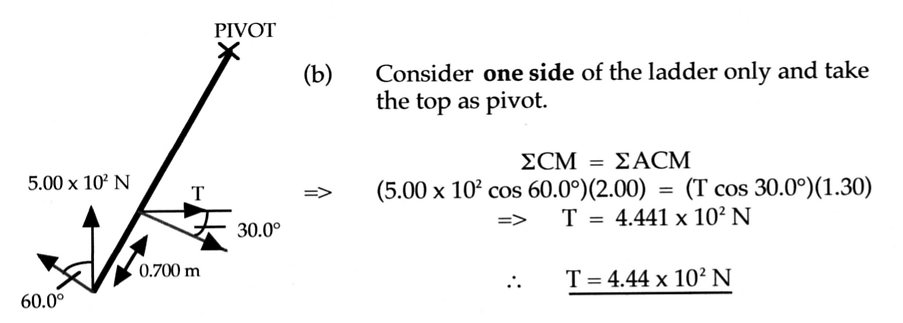 PIVOT
(b) Consider one side of the ladder only and take
the top as pivot.
ΣCM = ΣACM
5.00 x 10² N
T
=> (5.00 x 10² cos 60.0°)(2.00) = (T cos 30.0°)(1.30)
=> T = 4.441 x 10² N
30.0°
0.700 m
∴ T = 4.44 x 10² N
60.0°